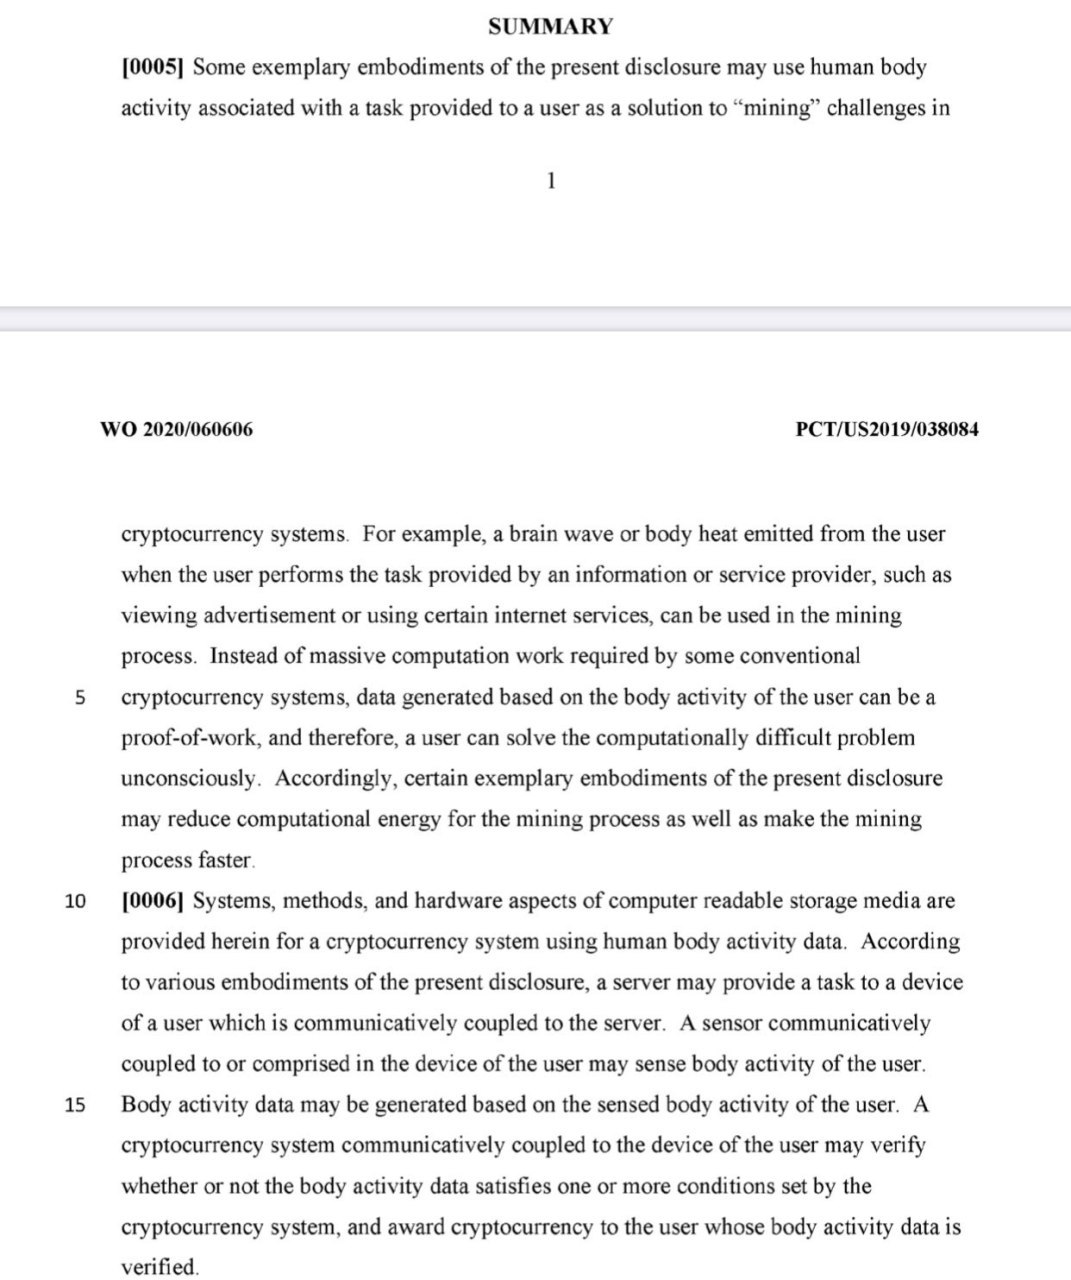 SUMMARY
[0005] Some exemplary embodiments of the present disclosure may use human body
activity associated with a task provided to a user as a solution to “mining” challenges in
1
WO 2020/060606 PCT/US2019/038084
cryptocurrency systems. For example, a brain wave or body heat emitted from the user
when the user performs the task provided by an information or service provider, such as
viewing advertisement or using certain internet services, can be used in the mining
process. Instead of massive computation work required by some conventional
5 cryptocurrency systems, data generated based on the body activity of the user can be a
proof-of-work, and therefore, a user can solve the computationally difficult problem
unconsciously. Accordingly, certain exemplary embodiments of the present disclosure
may reduce computational energy for the mining process as well as make the mining
process faster.
10 [0006] Systems, methods, and hardware aspects of computer readable storage media are
provided herein for a cryptocurrency system using human body activity data. According
to various embodiments of the present disclosure, a server may provide a task to a device
of a user which is communicatively coupled to the server. A sensor communicatively
coupled to or comprised in the device of the user may sense body activity of the user.
15 Body activity data may be generated based on the sensed body activity of the user. A
cryptocurrency system communicatively coupled to the device of the user may verify
whether or not the body activity data satisfies one or more conditions set by the
cryptocurrency system, and award cryptocurrency to the user whose body activity data is
verified.